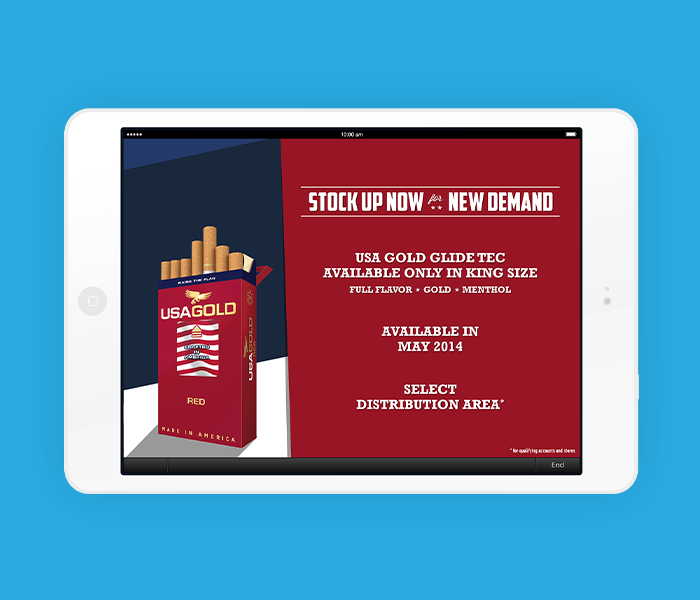 10:00 am
STOCK UP NOW for NEW DEMAND
USA GOLD GLIDE TEC
AVAILABLE ONLY IN KING SIZE
FULL FLAVOR ★ GOLD ★ MENTHOL
AVAILABLE IN
MAY 2014
SELECT
DISTRIBUTION AREA*
* for qualifying accounts and stores
End
RAISE THE FLAG
USAGOLD
RED
MADE IN AMERICA
USAGOLD